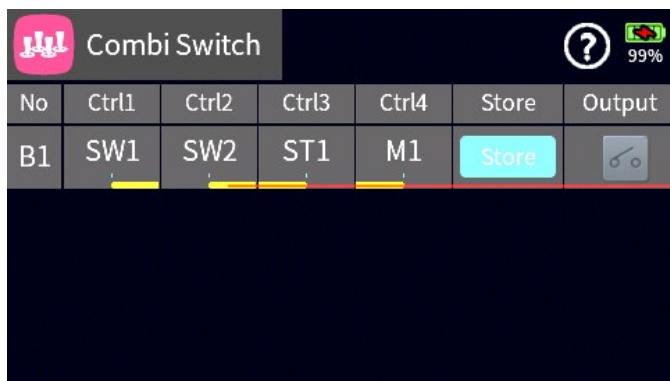 Combi Switch
?
99%
No Ctrl1 Ctrl2 Ctrl3 Ctrl4 Store Output
B1 SW1 SW2 ST1 M1 Store